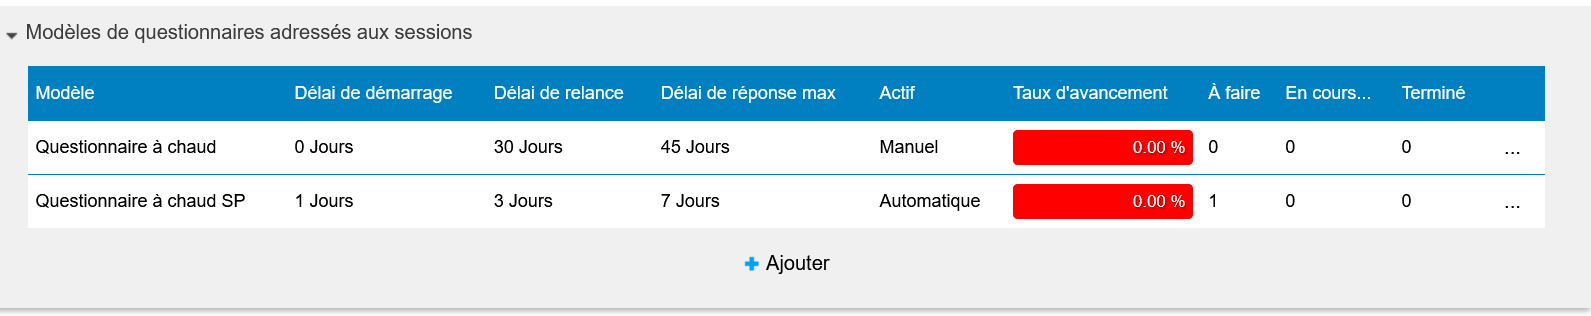 Modèles de questionnaires adressés aux sessions
Modèle Délai de démarrage Délai de relance Délai de réponse max Actif Taux d'avancement À faire En cours... Terminé
Questionnaire à chaud 0 Jours 30 Jours 45 Jours Manuel 0.00 % 0 0 0 ...
Questionnaire à chaud SP 1 Jours 3 Jours 7 Jours Automatique 0.00 % 1 0 0 ...
Ajouter